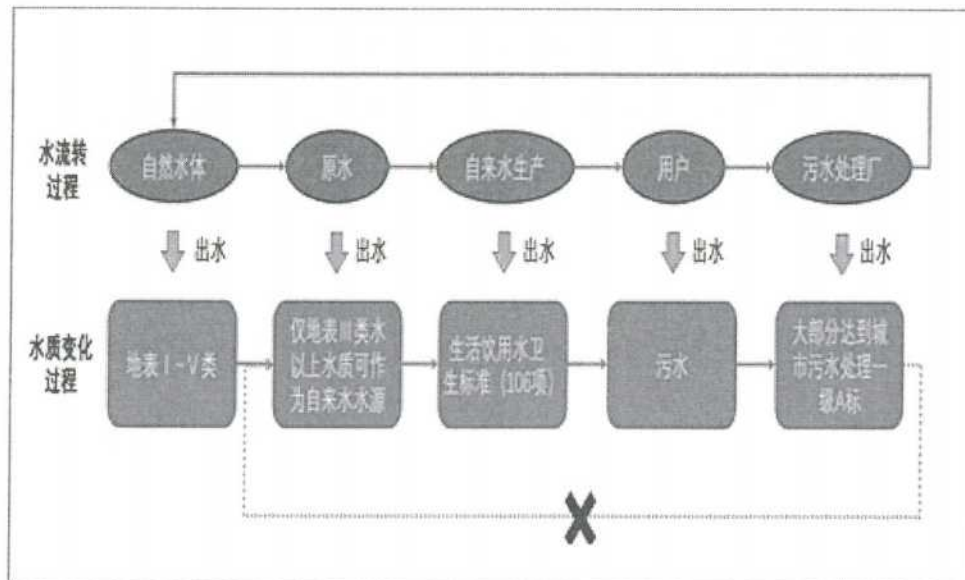 水流转
过程
自然水体
原水
自来水生产
用户
污水处理厂
出水
出水
出水
出水
出水
水质变化
过程
地表Ⅰ~Ⅴ类
仅地表Ⅲ类水
以上水质可作
为自来水水源
生活饮用水卫
生标准 (106项)
污水
大部分达到城
市污水处理一
级A标